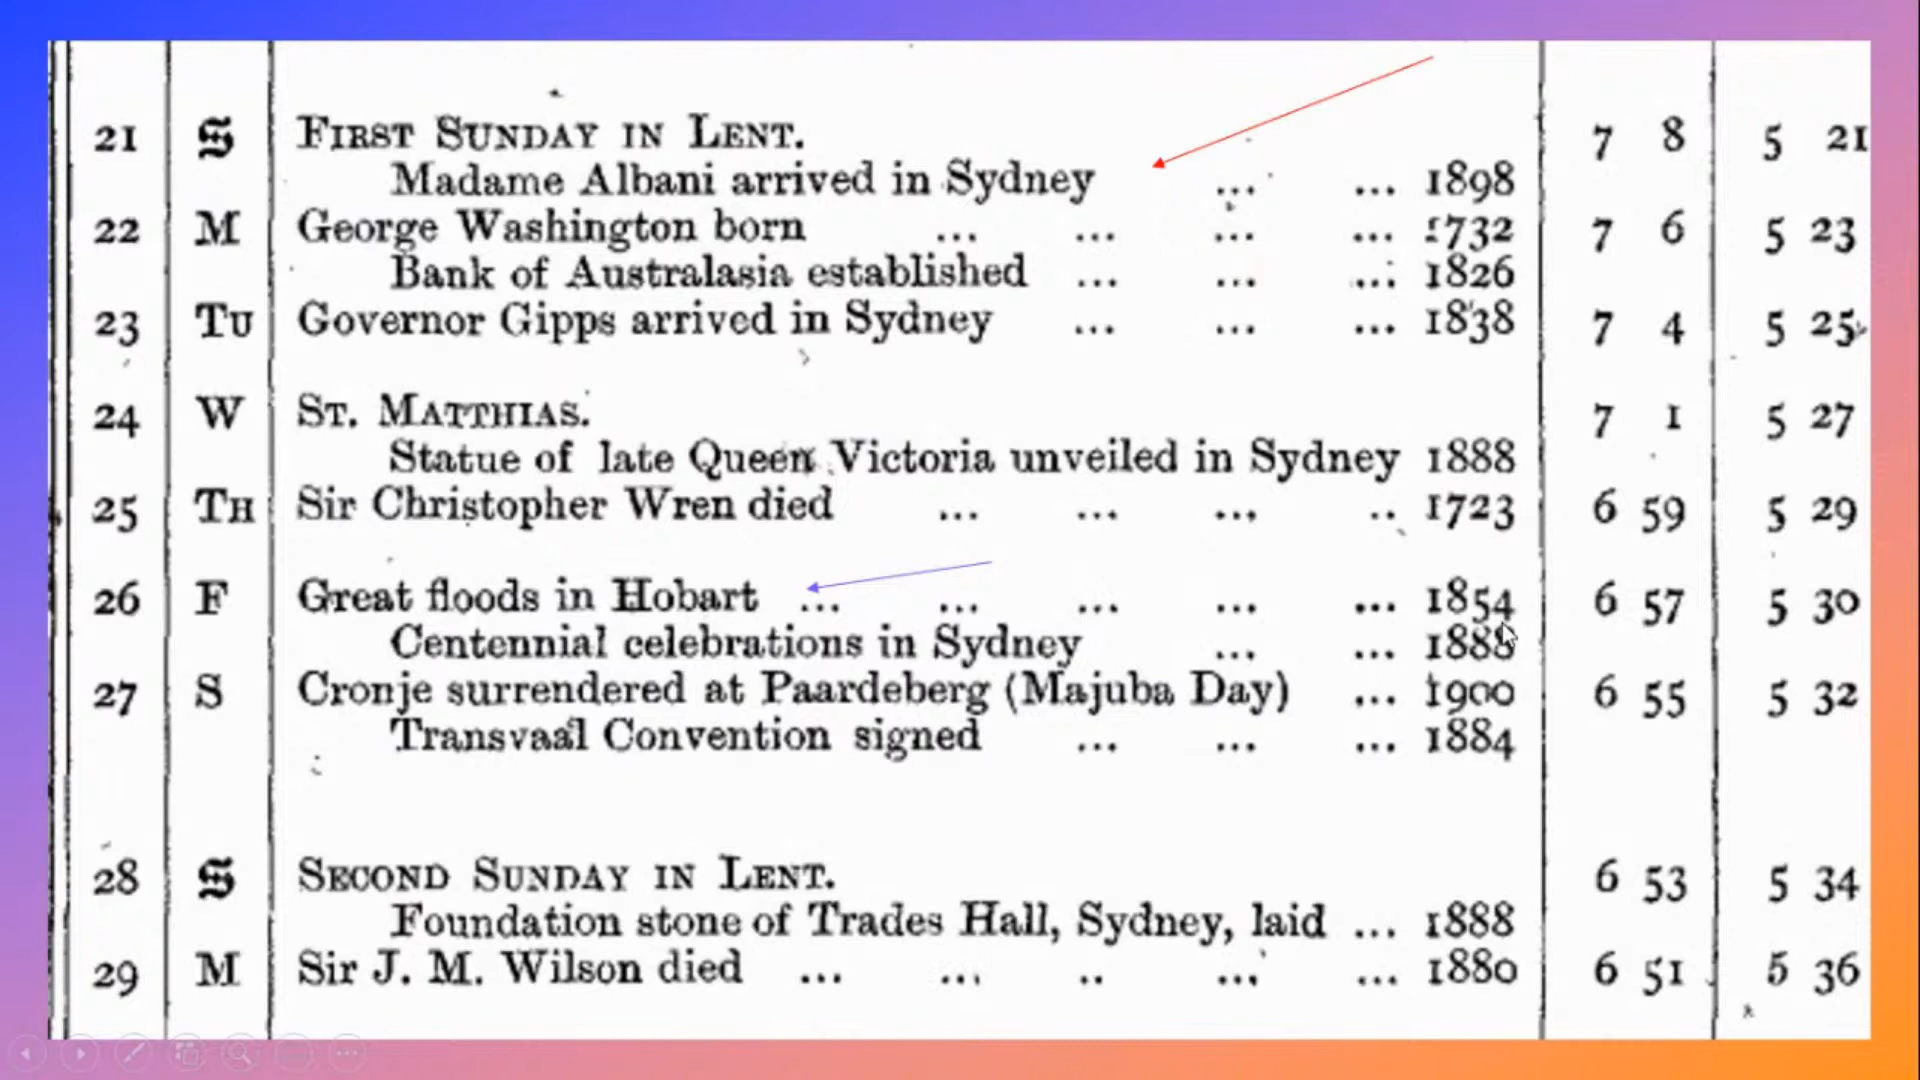 21 S FIRST SUNDAY IN LENT. 7 8 5 21
Madame Albani arrived in Sydney ... ... 1898
22 M George Washington born ... ... ... ... 1732 7 6 5 23
Bank of Australasia established ... ... ... 1826
23 TU Governor Gipps arrived in Sydney ... ... ... 1838 7 4 5 25
24 W ST. MATTHIAS. 7 1 5 27
Statue of late Queen Victoria unveiled in Sydney 1888
25 TH Sir Christopher Wren died ... ... ... .. 1723 6 59 5 29
26 F Great floods in Hobart ... ... ... ... ... 1854 6 57 5 30
Centennial celebrations in Sydney ... ... 1888
27 S Cronje surrendered at Paardeberg (Majuba Day) ... 1900 6 55 5 32
Transvaal Convention signed ... ... ... 1884
28 S SECOND SUNDAY IN LENT. 6 53 5 34
Foundation stone of Trades Hall, Sydney, laid ... 1888
29 M Sir J. M. Wilson died ... ... .. ... ... 1880 6 51 5 36